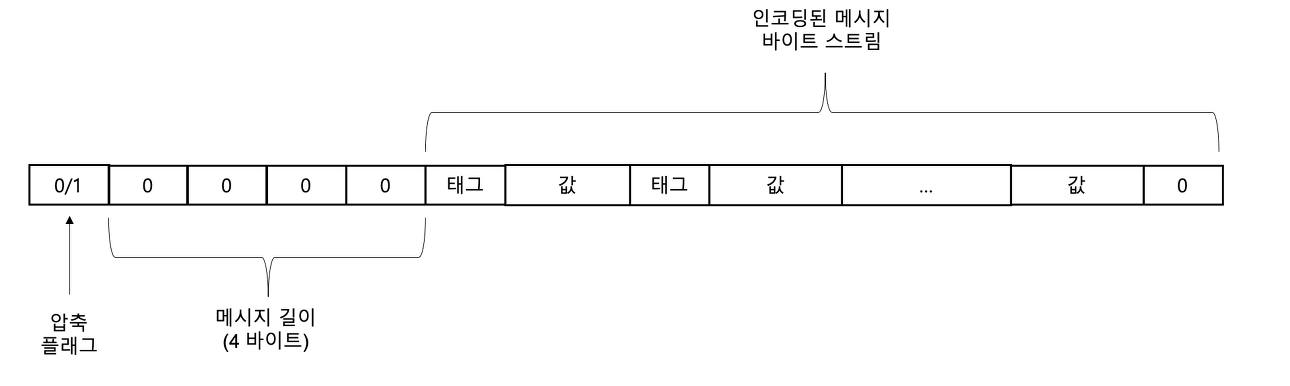 인코딩된 메시지
바이트 스트림
0/1 0 0 0 0 태그 값 태그 값 ... 값 0
압축
플래그
메시지 길이
(4 바이트)